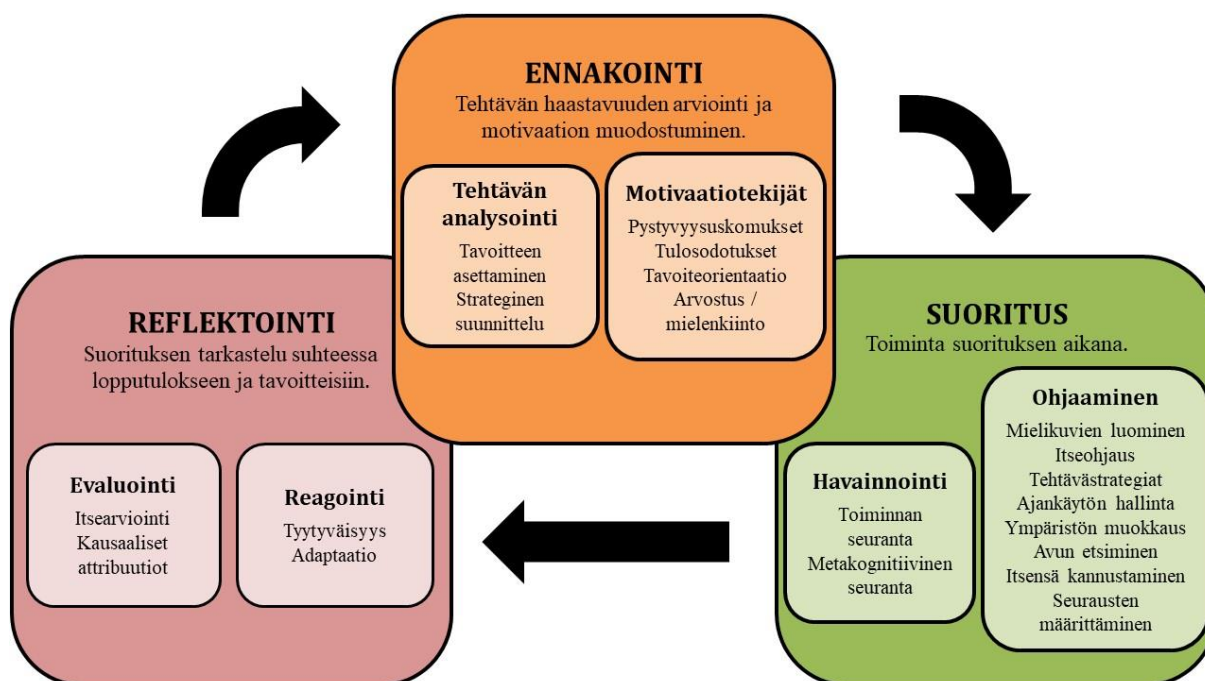 ENNAKOINTI
Tehtävän haastavuuden arviointi ja
motivaation muodostuminen.
Tehtävän
analysointi
Tavoitteen
asettaminen
Strateginen
suunnittelu
Motivaatiotekijät
Pystyvyysuskomukset
Tulosodotukset
Tavoiteorientaatio
Arvostus /
mielenkiinto
SUORITUS
Toiminta suorituksen aikana.
Havainnointi
Toiminnan
seuranta
Metakognitiivinen
seuranta
Ohjaaminen
Mielikuvien luominen
Itseohjaus
Tehtävästrategiat
Ajankäytön hallinta
Ympäristön muokkaus
Avun etsiminen
Itsensä kannustaminen
Seurausten
määrittäminen
REFLEKTOINTI
Suorituksen tarkastelu suhteessa
lopputulokseen ja tavoitteisiin.
Evaluointi
Itsearviointi
Kausaaliset
attribuutiot
Reagointi
Tyytyväisyys
Adaptaatio